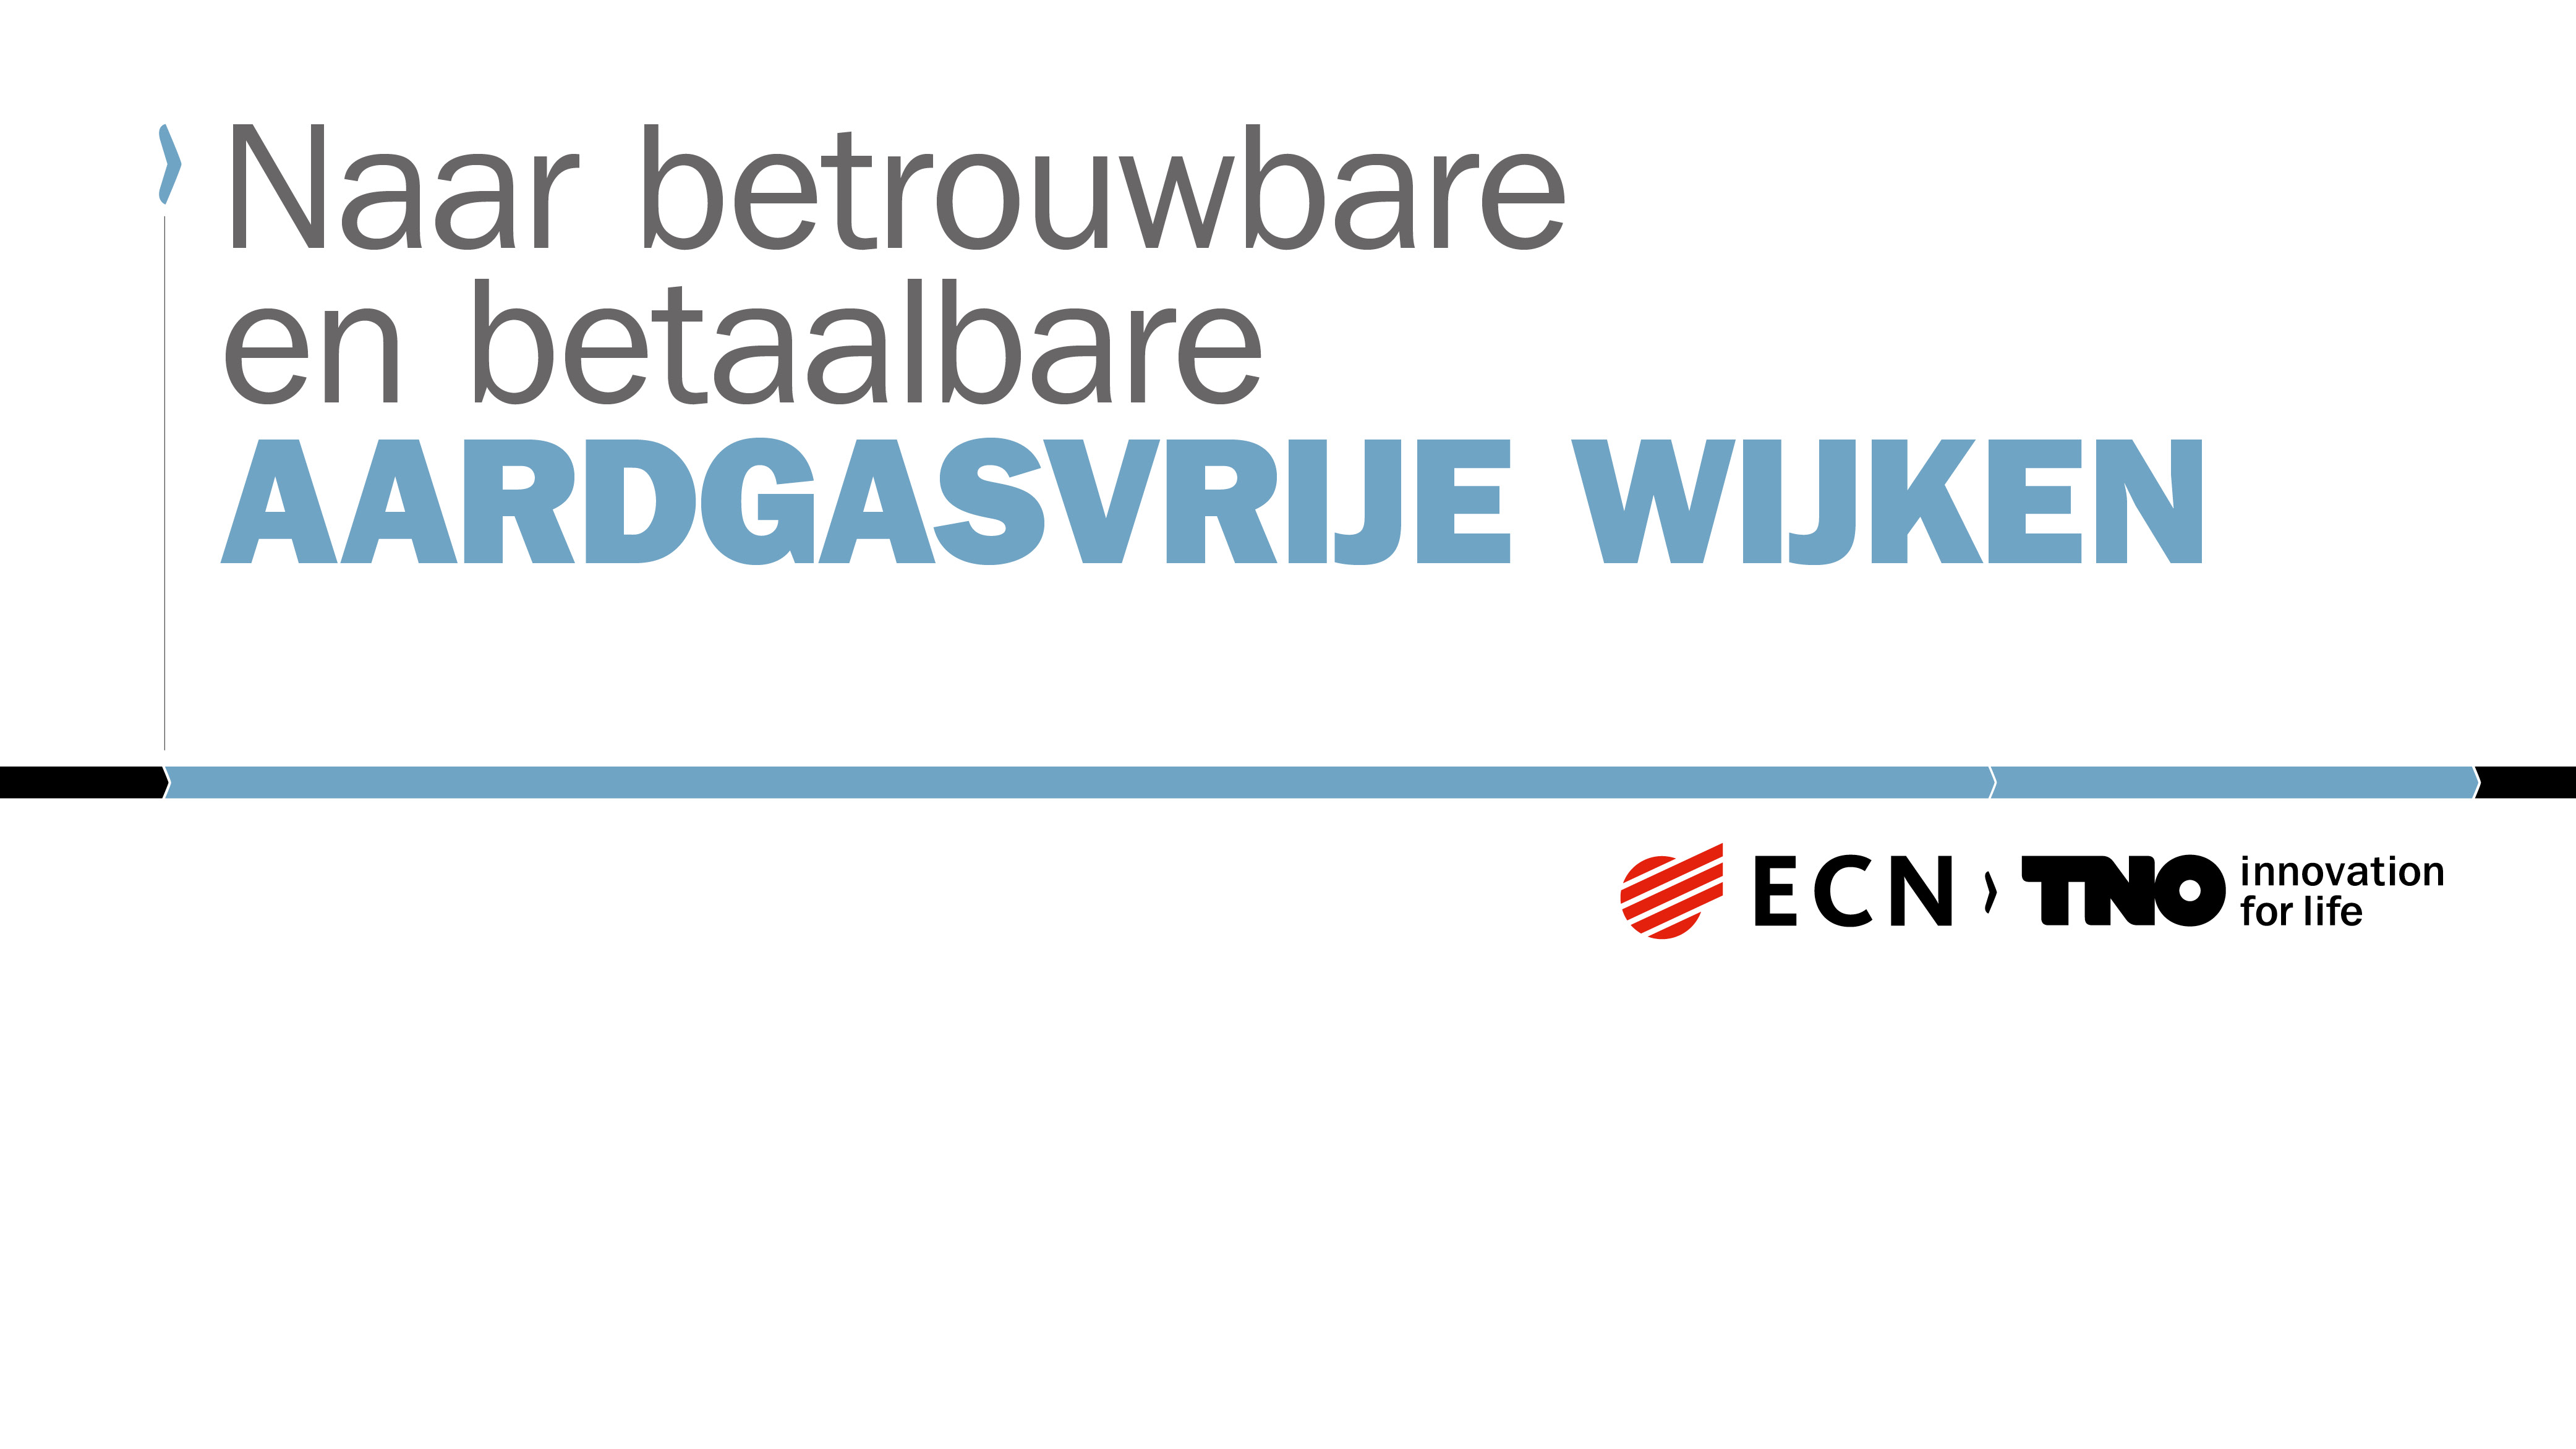 Naar betrouwbare
en betaalbare
AARDGASVRIJE WIJKEN
ECN TNO innovation
for life